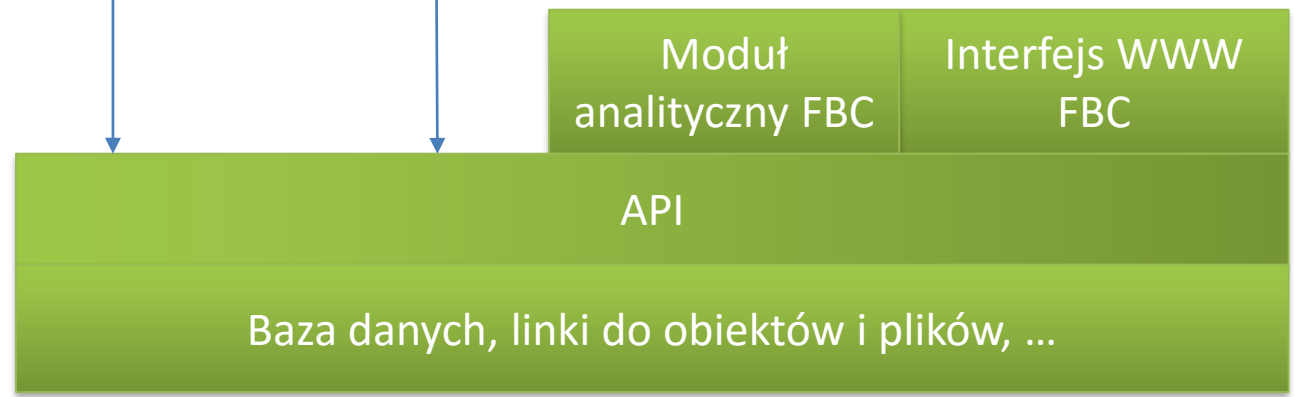 Moduł
analityczny FBC
Interfejs WWW
FBC
API
Baza danych, linki do obiektów i plików, …